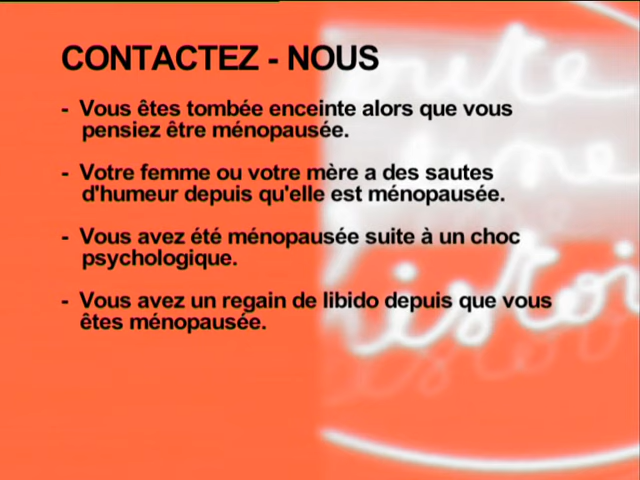 CONTACTEZ - NOUS
- Vous êtes tombée enceinte alors que vous
pensiez être ménopausée.
- Votre femme ou votre mère a des sautes
d'humeur depuis qu'elle est ménopausée.
- Vous avez été ménopausée suite à un choc
psychologique.
- Vous avez un regain de libido depuis que vous
êtes ménopausée.
une